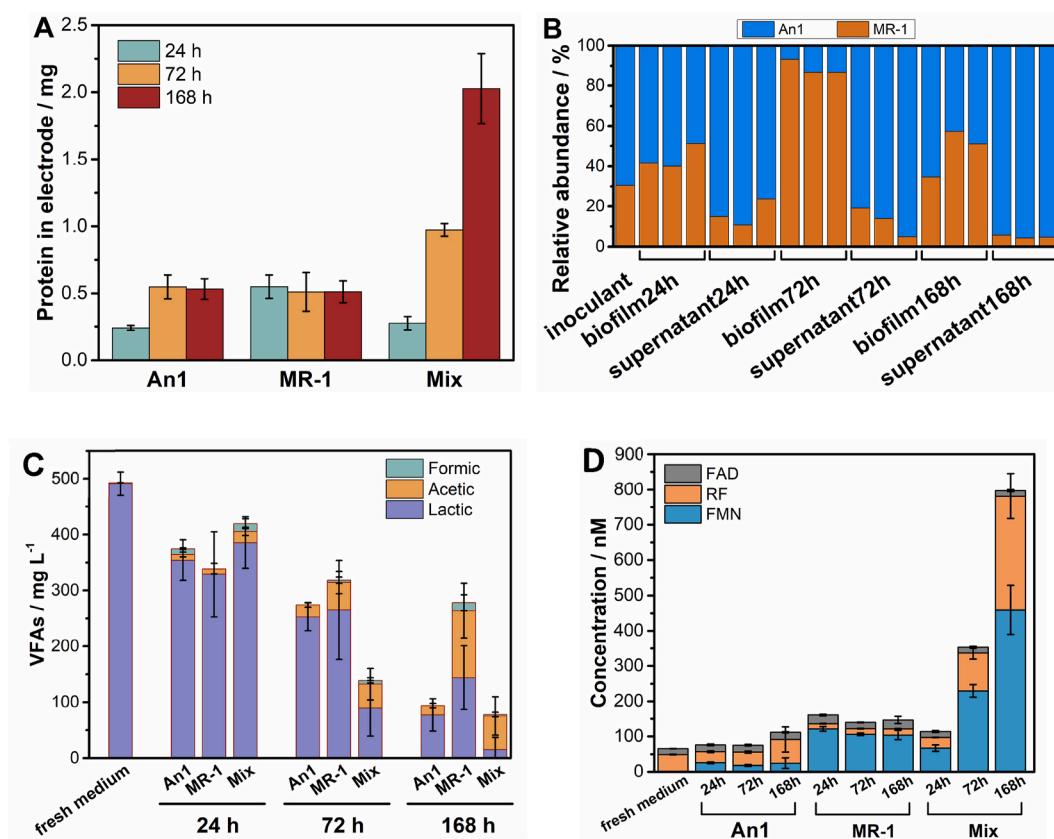 A
Protein in electrode / mg
2.5
2.0
1.5
1.0
0.5
0.0
24 h
72 h
168 h
An1
MR-1
Mix
B
An1
MR-1
Relative abundance / %
100
80
60
40
20
0
inoculant
biofilm24h
supernatant24h
biofilm72h
supernatant72h
biofilm168h
supernatant168h
C
VFAs / mg L⁻¹
500
400
300
200
100
0
Formic
Acetic
Lactic
fresh medium
An1 MR-1 Mix
An1 MR-1 Mix
An1 MR-1 Mix
24 h
72 h
168 h
D
Concentration / nM
900
800
700
600
500
400
300
200
100
0
FAD
RF
FMN
fresh medium
24h 72h 168h
24h 72h 168h
24h 72h 168h
An1
MR-1
Mix